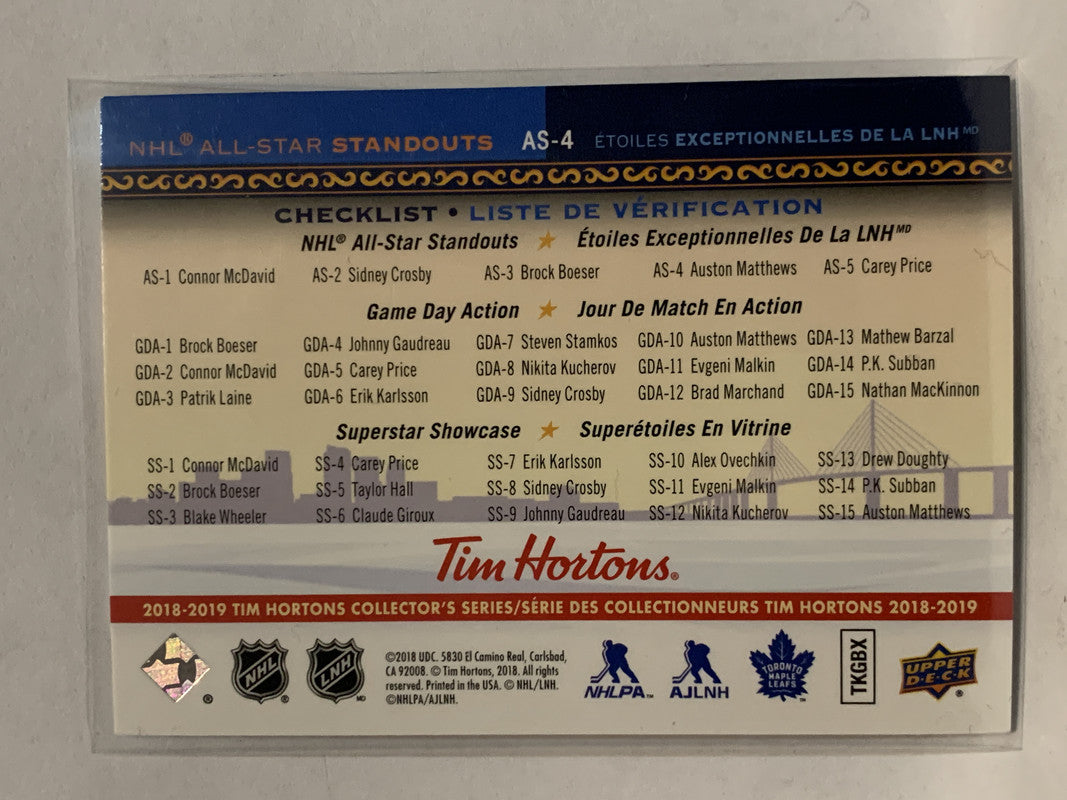 NHL® ALL-STAR STANDOUTS AS-4 ÉTOILES EXCEPTIONNELLES DE LA LNH MD
CHECKLIST • LISTE DE VÉRIFICATION
NHL® All-Star Standouts ★ Étoiles Exceptionnelles De La LNH MD
AS-1 Connor McDavid AS-2 Sidney Crosby AS-3 Brock Boeser AS-4 Auston Matthews AS-5 Carey Price
Game Day Action ★ Jour De Match En Action
GDA-1 Brock Boeser GDA-4 Johnny Gaudreau GDA-7 Steven Stamkos GDA-10 Auston Matthews GDA-13 Mathew Barzal
GDA-2 Connor McDavid GDA-5 Carey Price GDA-8 Nikita Kucherov GDA-11 Evgeni Malkin GDA-14 P.K. Subban
GDA-3 Patrik Laine GDA-6 Erik Karlsson GDA-9 Sidney Crosby GDA-12 Brad Marchand GDA-15 Nathan MacKinnon
Superstar Showcase ★ Superétoiles En Vitrine
SS-1 Connor McDavid SS-4 Carey Price SS-7 Erik Karlsson SS-10 Alex Ovechkin SS-13 Drew Doughty
SS-2 Brock Boeser SS-5 Taylor Hall SS-8 Sidney Crosby SS-11 Evgeni Malkin SS-14 P.K. Subban
SS-3 Blake Wheeler SS-6 Claude Giroux SS-9 Johnny Gaudreau SS-12 Nikita Kucherov SS-15 Auston Matthews
Tim Hortons®
2018-2019 TIM HORTONS COLLECTOR'S SERIES/SÉRIE DES COLLECTIONNEURS TIM HORTONS 2018-2019
®
NHL ®
LNH MD
©2018 UDC. 5830 El Camino Real, Carlsbad,
CA 92008. © Tim Hortons, 2018. All rights
reserved. Printed in the USA. © NHL/LNH.
©NHLPA/AJLNH.
NHLPA™
AJLNH
TORONTO
MAPLE
LEAFS
TKGBX
UPPER
D·E·C·K ®